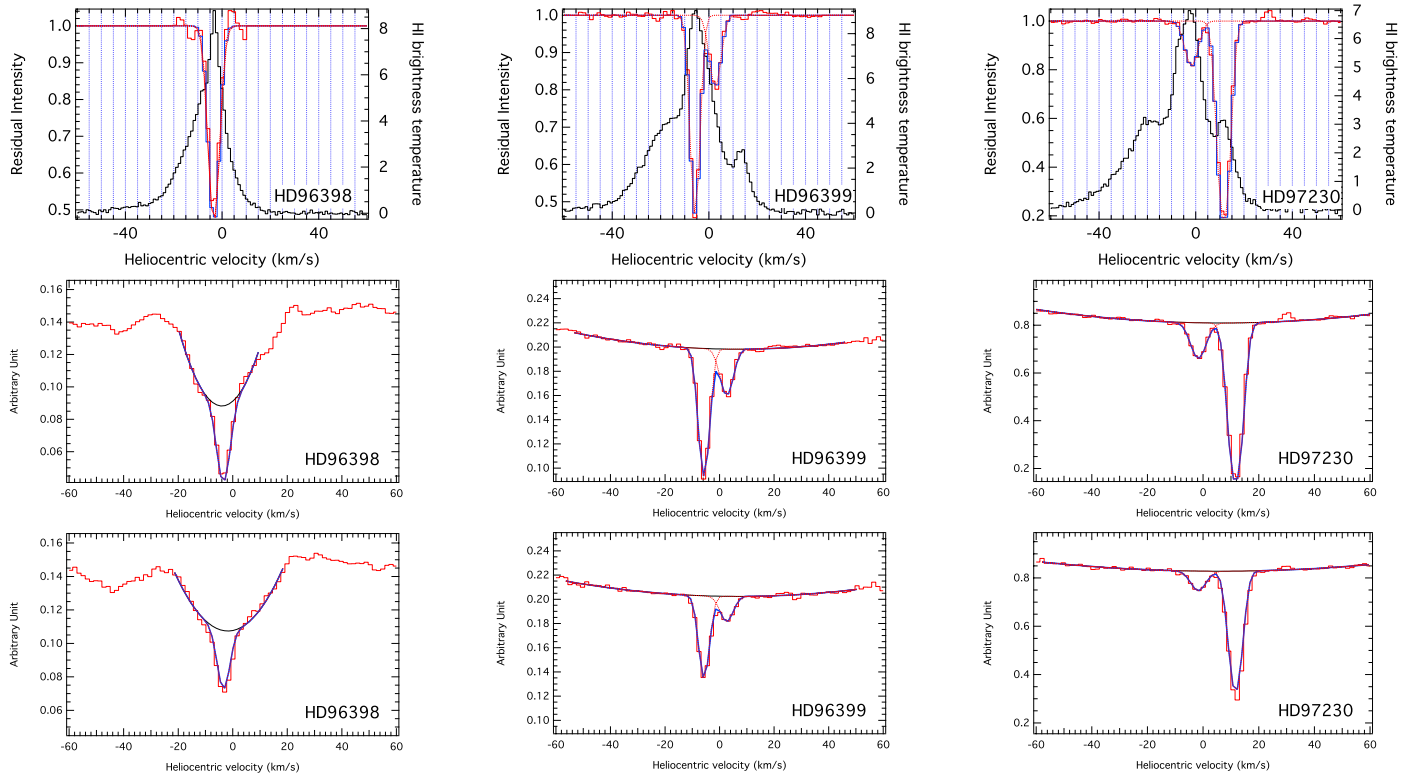 1.0
0.9
0.8
0.7
0.6
0.5
Residual Intensity
8
6
4
2
0
HI brightness temperature
HD96398
-40
0
40
Heliocentric velocity (km/s)
1.0
0.9
0.8
0.7
0.6
0.5
Residual Intensity
8
6
4
2
0
HI brightness temperature
HD96399
-40
0
40
Heliocentric velocity (km/s)
1.0
0.8
0.6
0.4
0.2
Residual Intensity
7
6
5
4
3
2
1
0
HI brightness temperature
HD97230
-40
0
40
Heliocentric velocity (km/s)
0.16
0.14
0.12
0.10
0.08
0.06
Arbitrary Unit
HD96398
-60 -40 -20 0 20 40 60
Heliocentric velocity (km/s)
0.24
0.22
0.20
0.18
0.16
0.14
0.12
0.10
Arbitrary Unit
HD96399
-60 -40 -20 0 20 40 60
Heliocentric velocity (km/s)
0.8
0.6
0.4
0.2
Arbitrary Unit
HD97230
-60 -40 -20 0 20 40 60
Heliocentric velocity (km/s)
0.16
0.14
0.12
0.10
0.08
0.06
Arbitrary Unit
HD96398
-60 -40 -20 0 20 40 60
Heliocentric velocity (km/s)
0.24
0.22
0.20
0.18
0.16
0.14
0.12
0.10
Arbitrary Unit
HD96399
-60 -40 -20 0 20 40 60
Heliocentric velocity (km/s)
0.8
0.6
0.4
0.2
Arbitrary Unit
HD97230
-60 -40 -20 0 20 40 60
Heliocentric velocity (km/s)